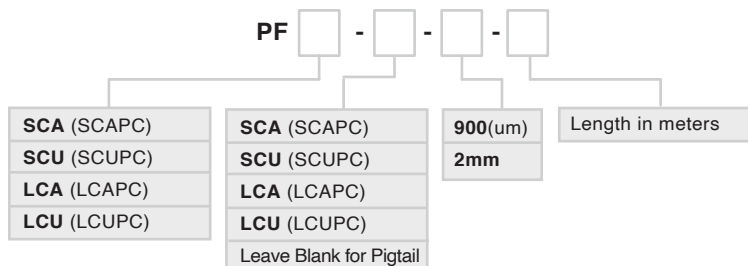 PF - - -
SCA (SCAPC)
SCU (SCUPC)
LCA (LCAPC)
LCU (LCUPC)
SCA (SCAPC)
SCU (SCUPC)
LCA (LCAPC)
LCU (LCUPC)
Leave Blank for Pigtail
900(um)
2mm
Length in meters